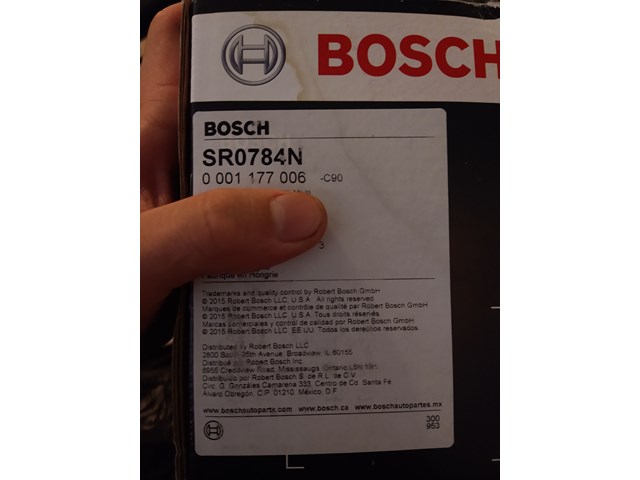 BOSCH
BOSCH
SR0784N
0 001 177 006 -C90
3
en Hongrie
Trademarks and quality control by Robert Bosch GmbH
© 2015 Robert Bosch LLC, U.S.A. All rights reserved.
Marques de commerce et contrôle de qualité par Robert Bosch GmbH
© 2015 Robert Bosch LLC, U.S.A. Tous droits réservés.
Marcas comerciales y control de calidad por Robert Bosch GmbH.
© 2015 Robert Bosch LLC, EE.UU. Todos los derechos reservados.
Distributed by Robert Bosch LLC
2800 South 25th Avenue, Broadview, IL 60155
Distribué par Robert Bosch Inc.
6955 Creditview Road, Mississauga, Ontario L5N 1R1
Distribuido por Robert Bosch S. de R.L. de C.V.
Circ. G. Gonzáles Camarena 333, Centro de Cd. Santa Fe
Alvaro Obregón, C.P. 01210 México, D.F.
www.boschautoparts.com www.bosch.ca www.boschautopartes.mx
300
953